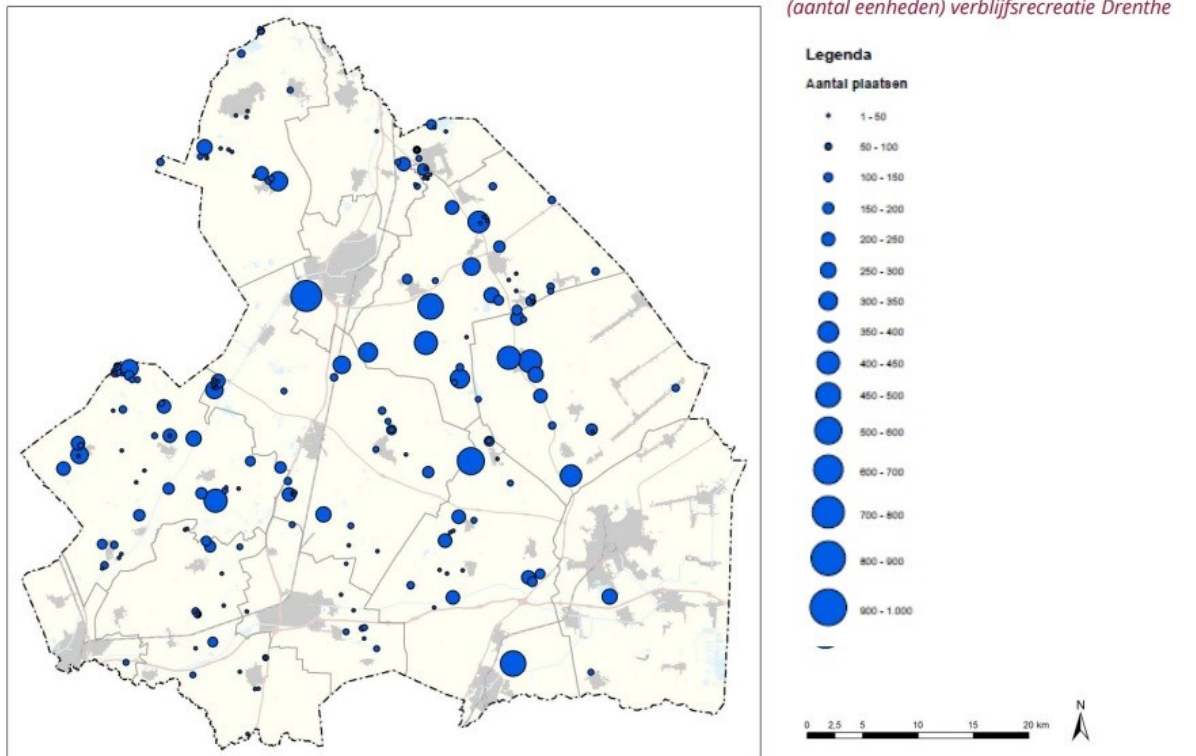 (aantal eenheden) verblijfsrecreatie Drenthe
Legenda
Aantal plaatsen
1 - 50
50 - 100
100 - 150
150 - 200
200 - 250
250 - 300
300 - 350
350 - 400
400 - 450
450 - 500
500 - 600
600 - 700
700 - 800
800 - 900
900 - 1.000
N
0 2,5 5 10 15 20 km